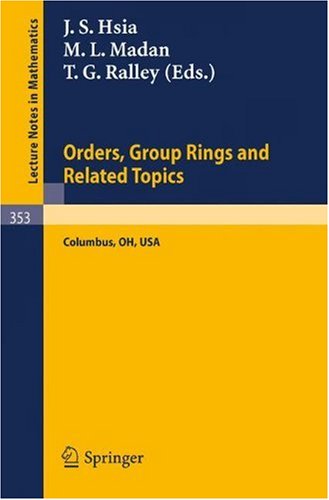 J. S. Hsia
M. L. Madan
T. G. Ralley (Eds.)
Lecture Notes in Mathematics
353
Orders, Group Rings and
Related Topics
Columbus, OH, USA
Springer